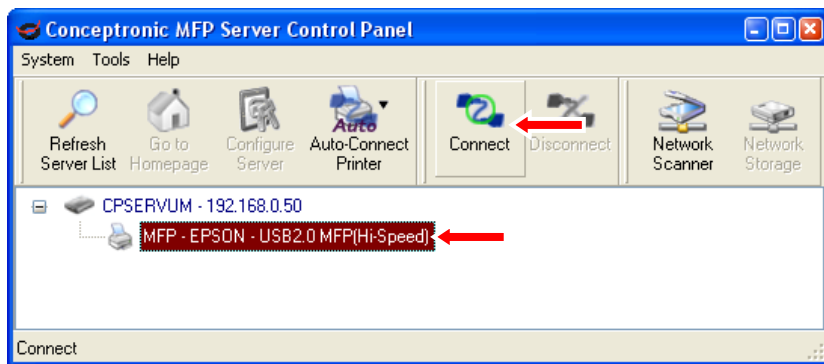 Conceptronic MFP Server Control Panel
System Tools Help
Refresh Server List
Go to Homepage
Configure Server
Auto
Auto-Connect Printer
Connect
Disconnect
Network Scanner
Network Storage
CPSERVUM - 192.168.0.50
MFP - EPSON - USB2.0 MFP(Hi-Speed)
Connect